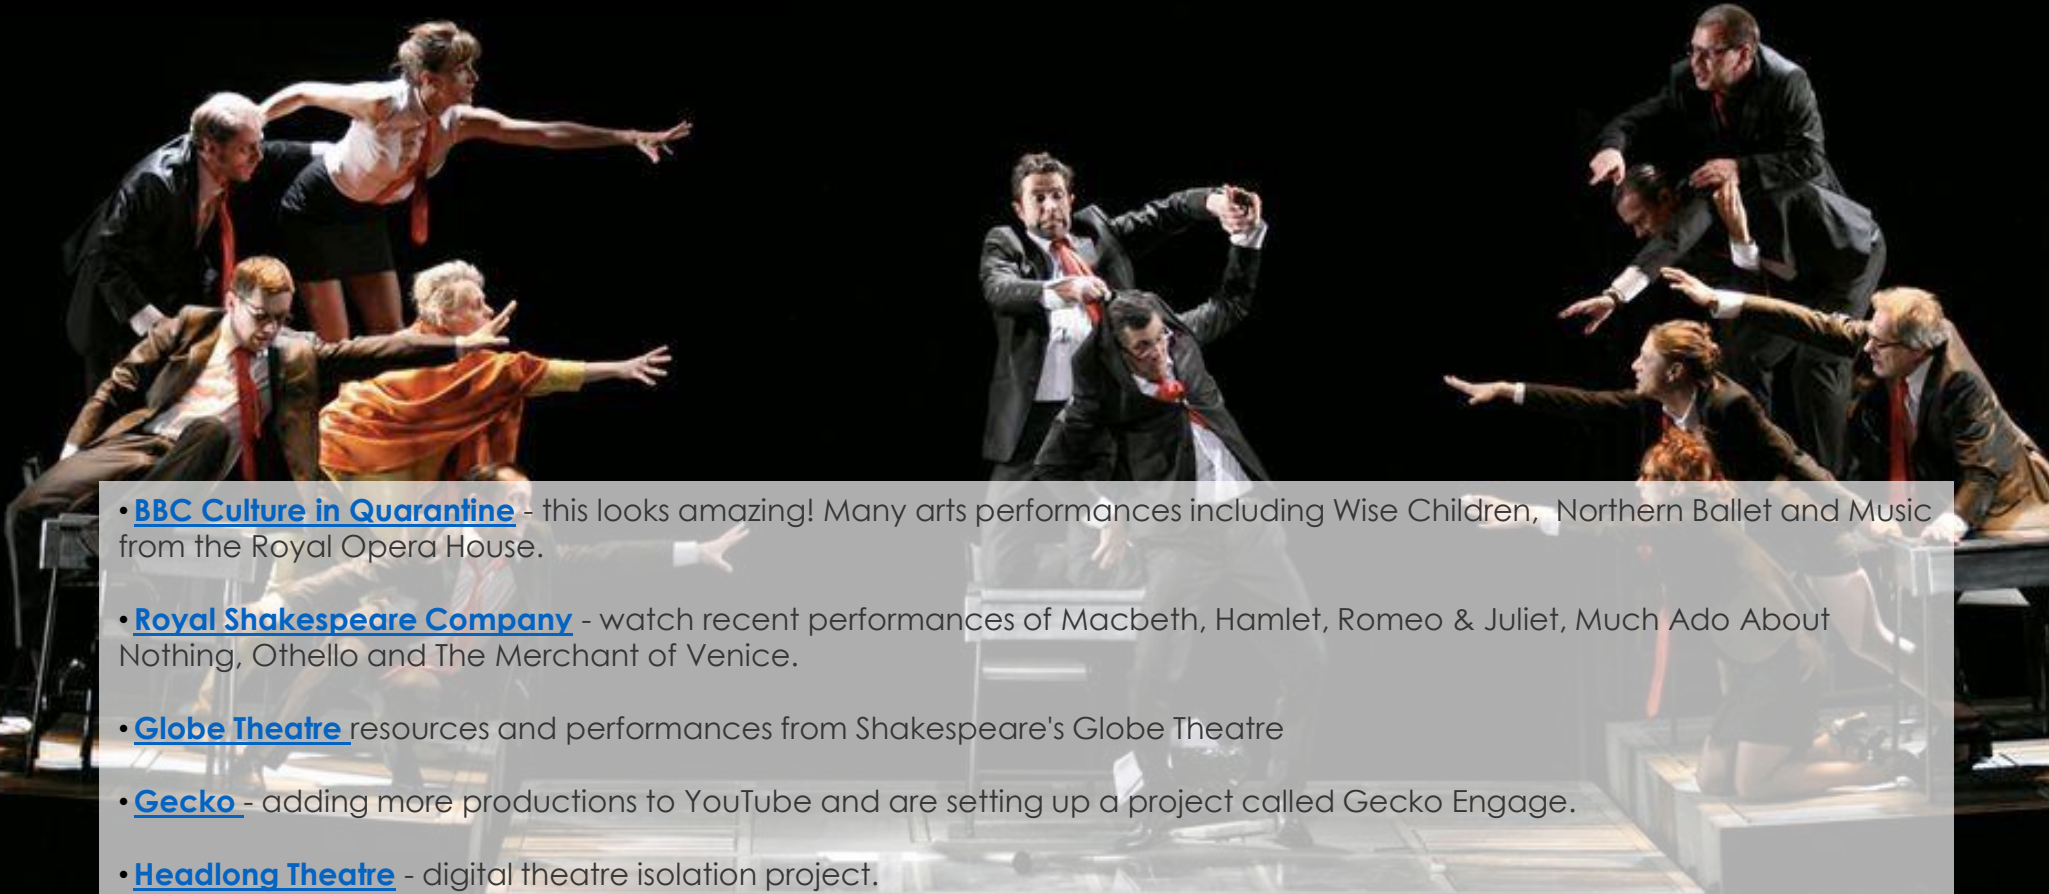 • BBC Culture in Quarantine - this looks amazing! Many arts performances including Wise Children,  Northern Ballet and Music
from the Royal Opera House.
• Royal Shakespeare Company - watch recent performances of Macbeth, Hamlet, Romeo & Juliet, Much Ado About
Nothing, Othello and The Merchant of Venice.
• Globe Theatre resources and performances from Shakespeare's Globe Theatre
• Gecko - adding more productions to YouTube and are setting up a project called Gecko Engage.
• Headlong Theatre - digital theatre isolation project.